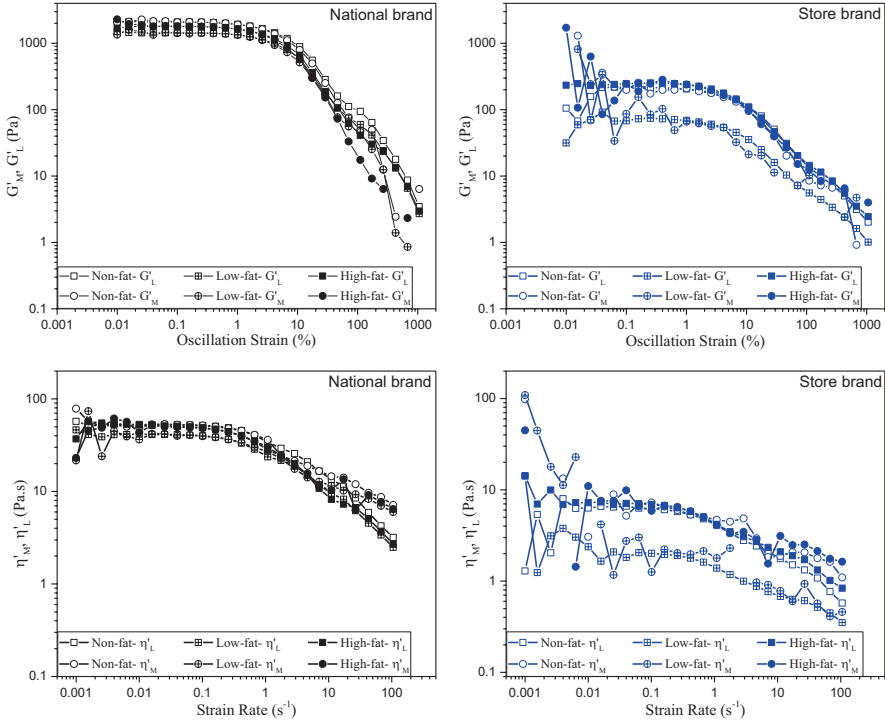 National brand
1000
100
10
1
0.1
G'M, G'L (Pa)
Non-fat- G'L
Low-fat- G'L
High-fat- G'L
Non-fat- G'M
Low-fat- G'M
High-fat- G'M
0.001 0.01 0.1 1 10 100 1000
Oscillation Strain (%)
Store brand
1000
100
10
1
0.1
G'M, G'L (Pa)
Non-fat- G'L
Low-fat- G'L
High-fat- G'L
Non-fat- G'M
Low-fat- G'M
High-fat- G'M
0.001 0.01 0.1 1 10 100 1000
Oscillation Strain (%)
National brand
100
10
1
0.1
η'M, η'L (Pa.s)
Non-fat- η'L
Low-fat- η'L
High-fat- η'L
Non-fat- η'M
Low-fat- η'M
High-fat- η'M
0.001 0.01 0.1 1 10 100
Strain Rate (s-1)
Store brand
100
10
1
0.1
η'M, η'L (Pa.s)
Non-fat- η'L
Low-fat- η'L
High-fat- η'L
Non-fat- η'M
Low-fat- η'M
High-fat- η'M
0.001 0.01 0.1 1 10 100
Strain Rate (s-1)